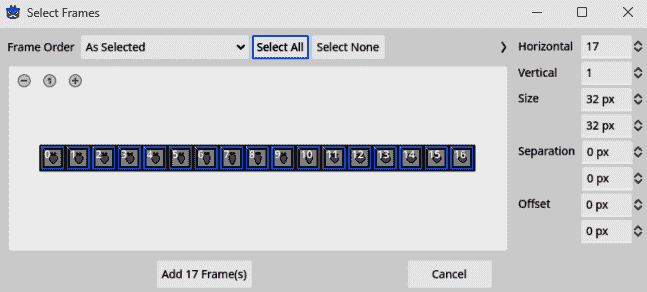 Select Frames
Frame Order As Selected Select All Select None
Horizontal 17
Vertical 1
Size 32 px
32 px
Separation 0 px
0 px
Offset 0 px
0 px
0 1 2 3 4 5 6 7 8 9 10 11 12 13 14 15 16
Add 17 Frame(s) Cancel